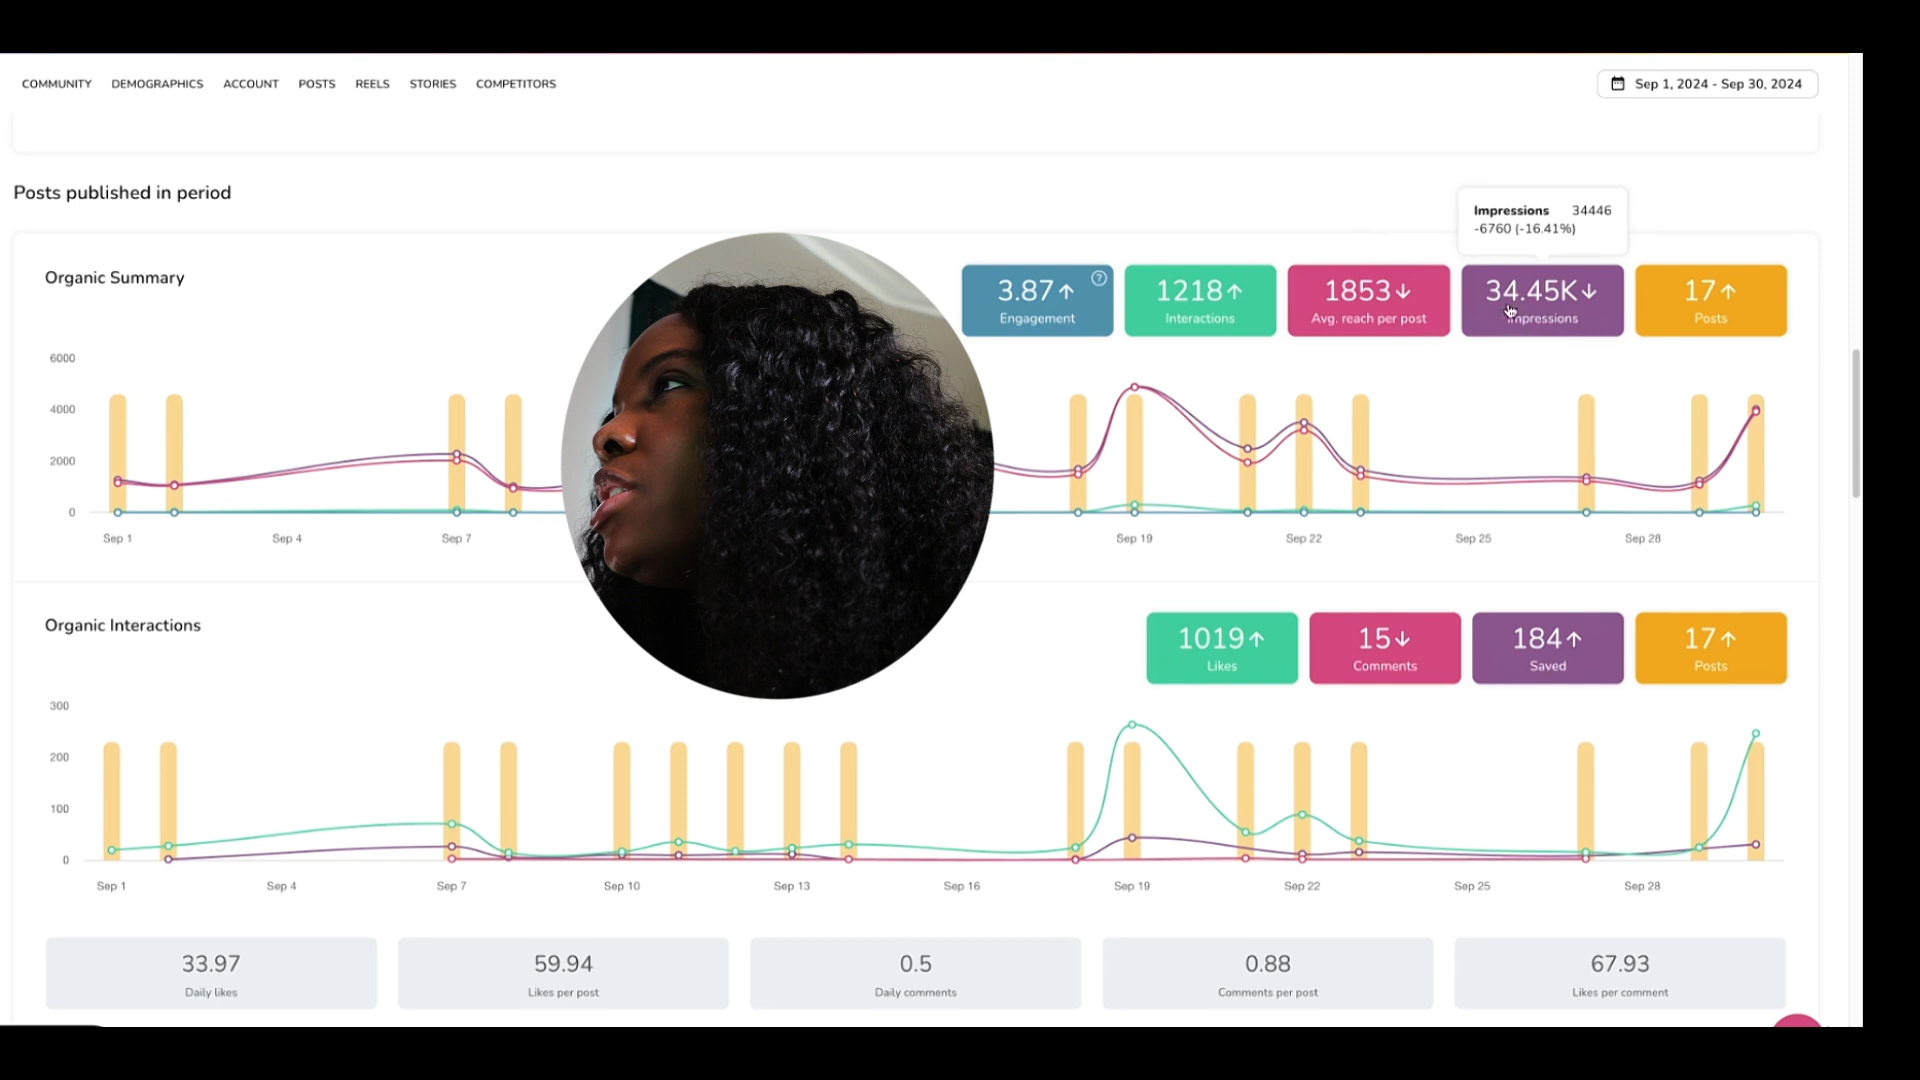 COMMUNITY DEMOGRAPHICS ACCOUNT POSTS REELS STORIES COMPETITORS
Sep 1, 2024 - Sep 30, 2024
Posts published in period
Impressions 34446
-6760 (-16.41%)
Organic Summary
3.87↑ ?
Engagement
1218↑
Interactions
1853↓
Avg. reach per post
34.45K↓
Impressions
17↑
Posts
6000
4000
2000
0
Sep 1 Sep 4 Sep 7 Sep 19 Sep 22 Sep 25 Sep 28
Organic Interactions
1019↑
Likes
15↓
Comments
184↑
Saved
17↑
Posts
300
200
100
0
Sep 1 Sep 4 Sep 7 Sep 10 Sep 13 Sep 16 Sep 19 Sep 22 Sep 25 Sep 28
33.97
Daily likes
59.94
Likes per post
0.5
Daily comments
0.88
Comments per post
67.93
Likes per comment